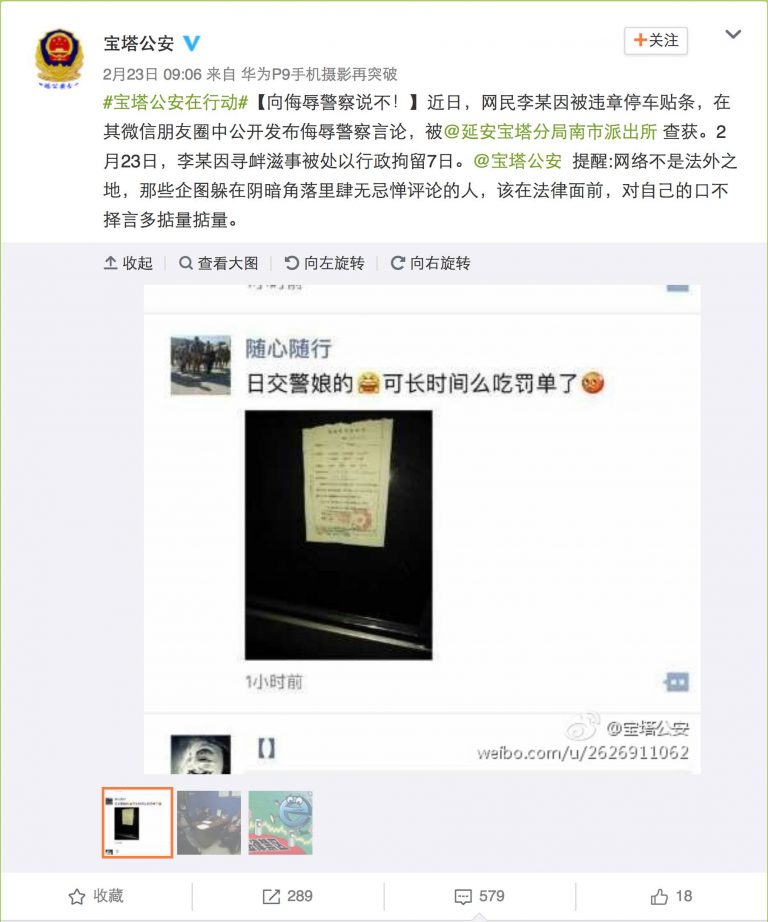 宝塔公安
+关注
2月23日 09:06 来自 华为P9手机摄影再突破
#宝塔公安在行动#【向侮辱警察说不！】近日，网民李某因被违章停车贴条，在
其微信朋友圈中公开发布侮辱警察言论，被@延安宝塔分局南市派出所 查获。2
月23日，李某因寻衅滋事被处以行政拘留7日。@宝塔公安 提醒:网络不是法外之
地，那些企图躲在阴暗角落里肆无忌惮评论的人，该在法律面前，对自己的口不
择言多掂量掂量。
收起 查看大图 向左旋转 向右旋转
随心随行
日交警娘的😄可长时间么吃罚单了😡
1小时前
【】
@宝塔公安
weibo.com/u/2626911062
收藏 289 579 18